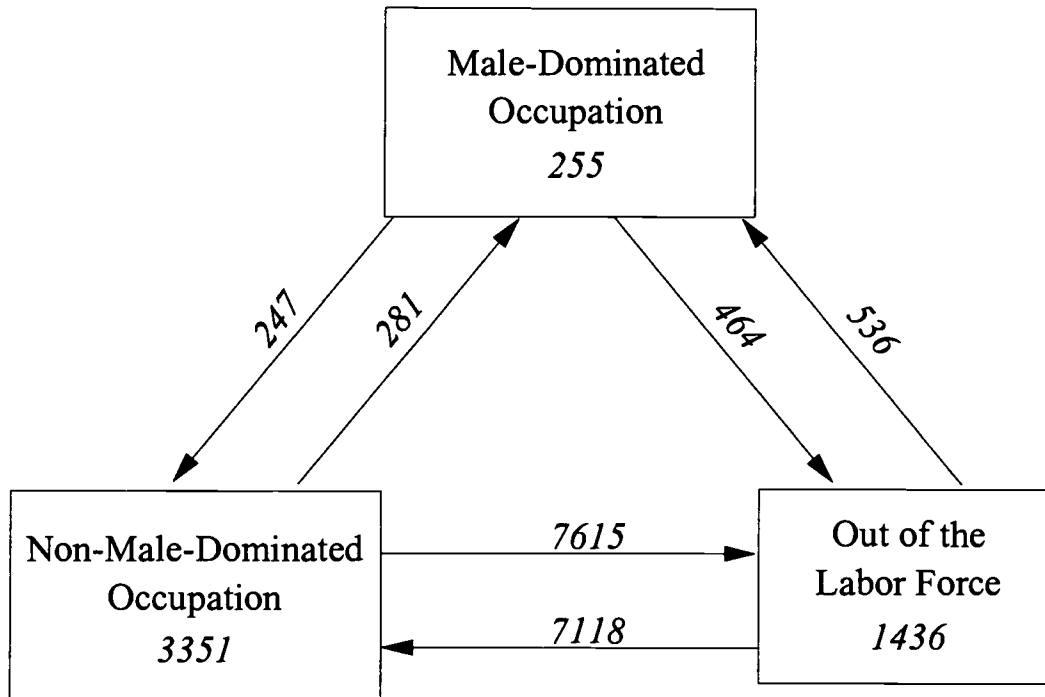 Male-Dominated
Occupation
255
247
281
464
536
Non-Male-Dominated
Occupation
3351
7615
7118
Out of the
Labor Force
1436